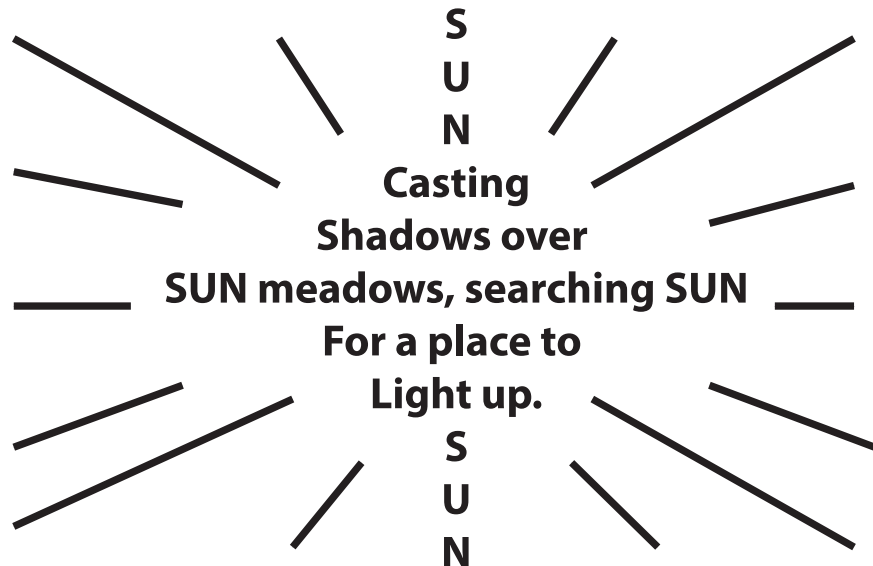 S
U
N
Casting
Shadows over
SUN meadows, searching SUN
For a place to
Light up.
S
U
N